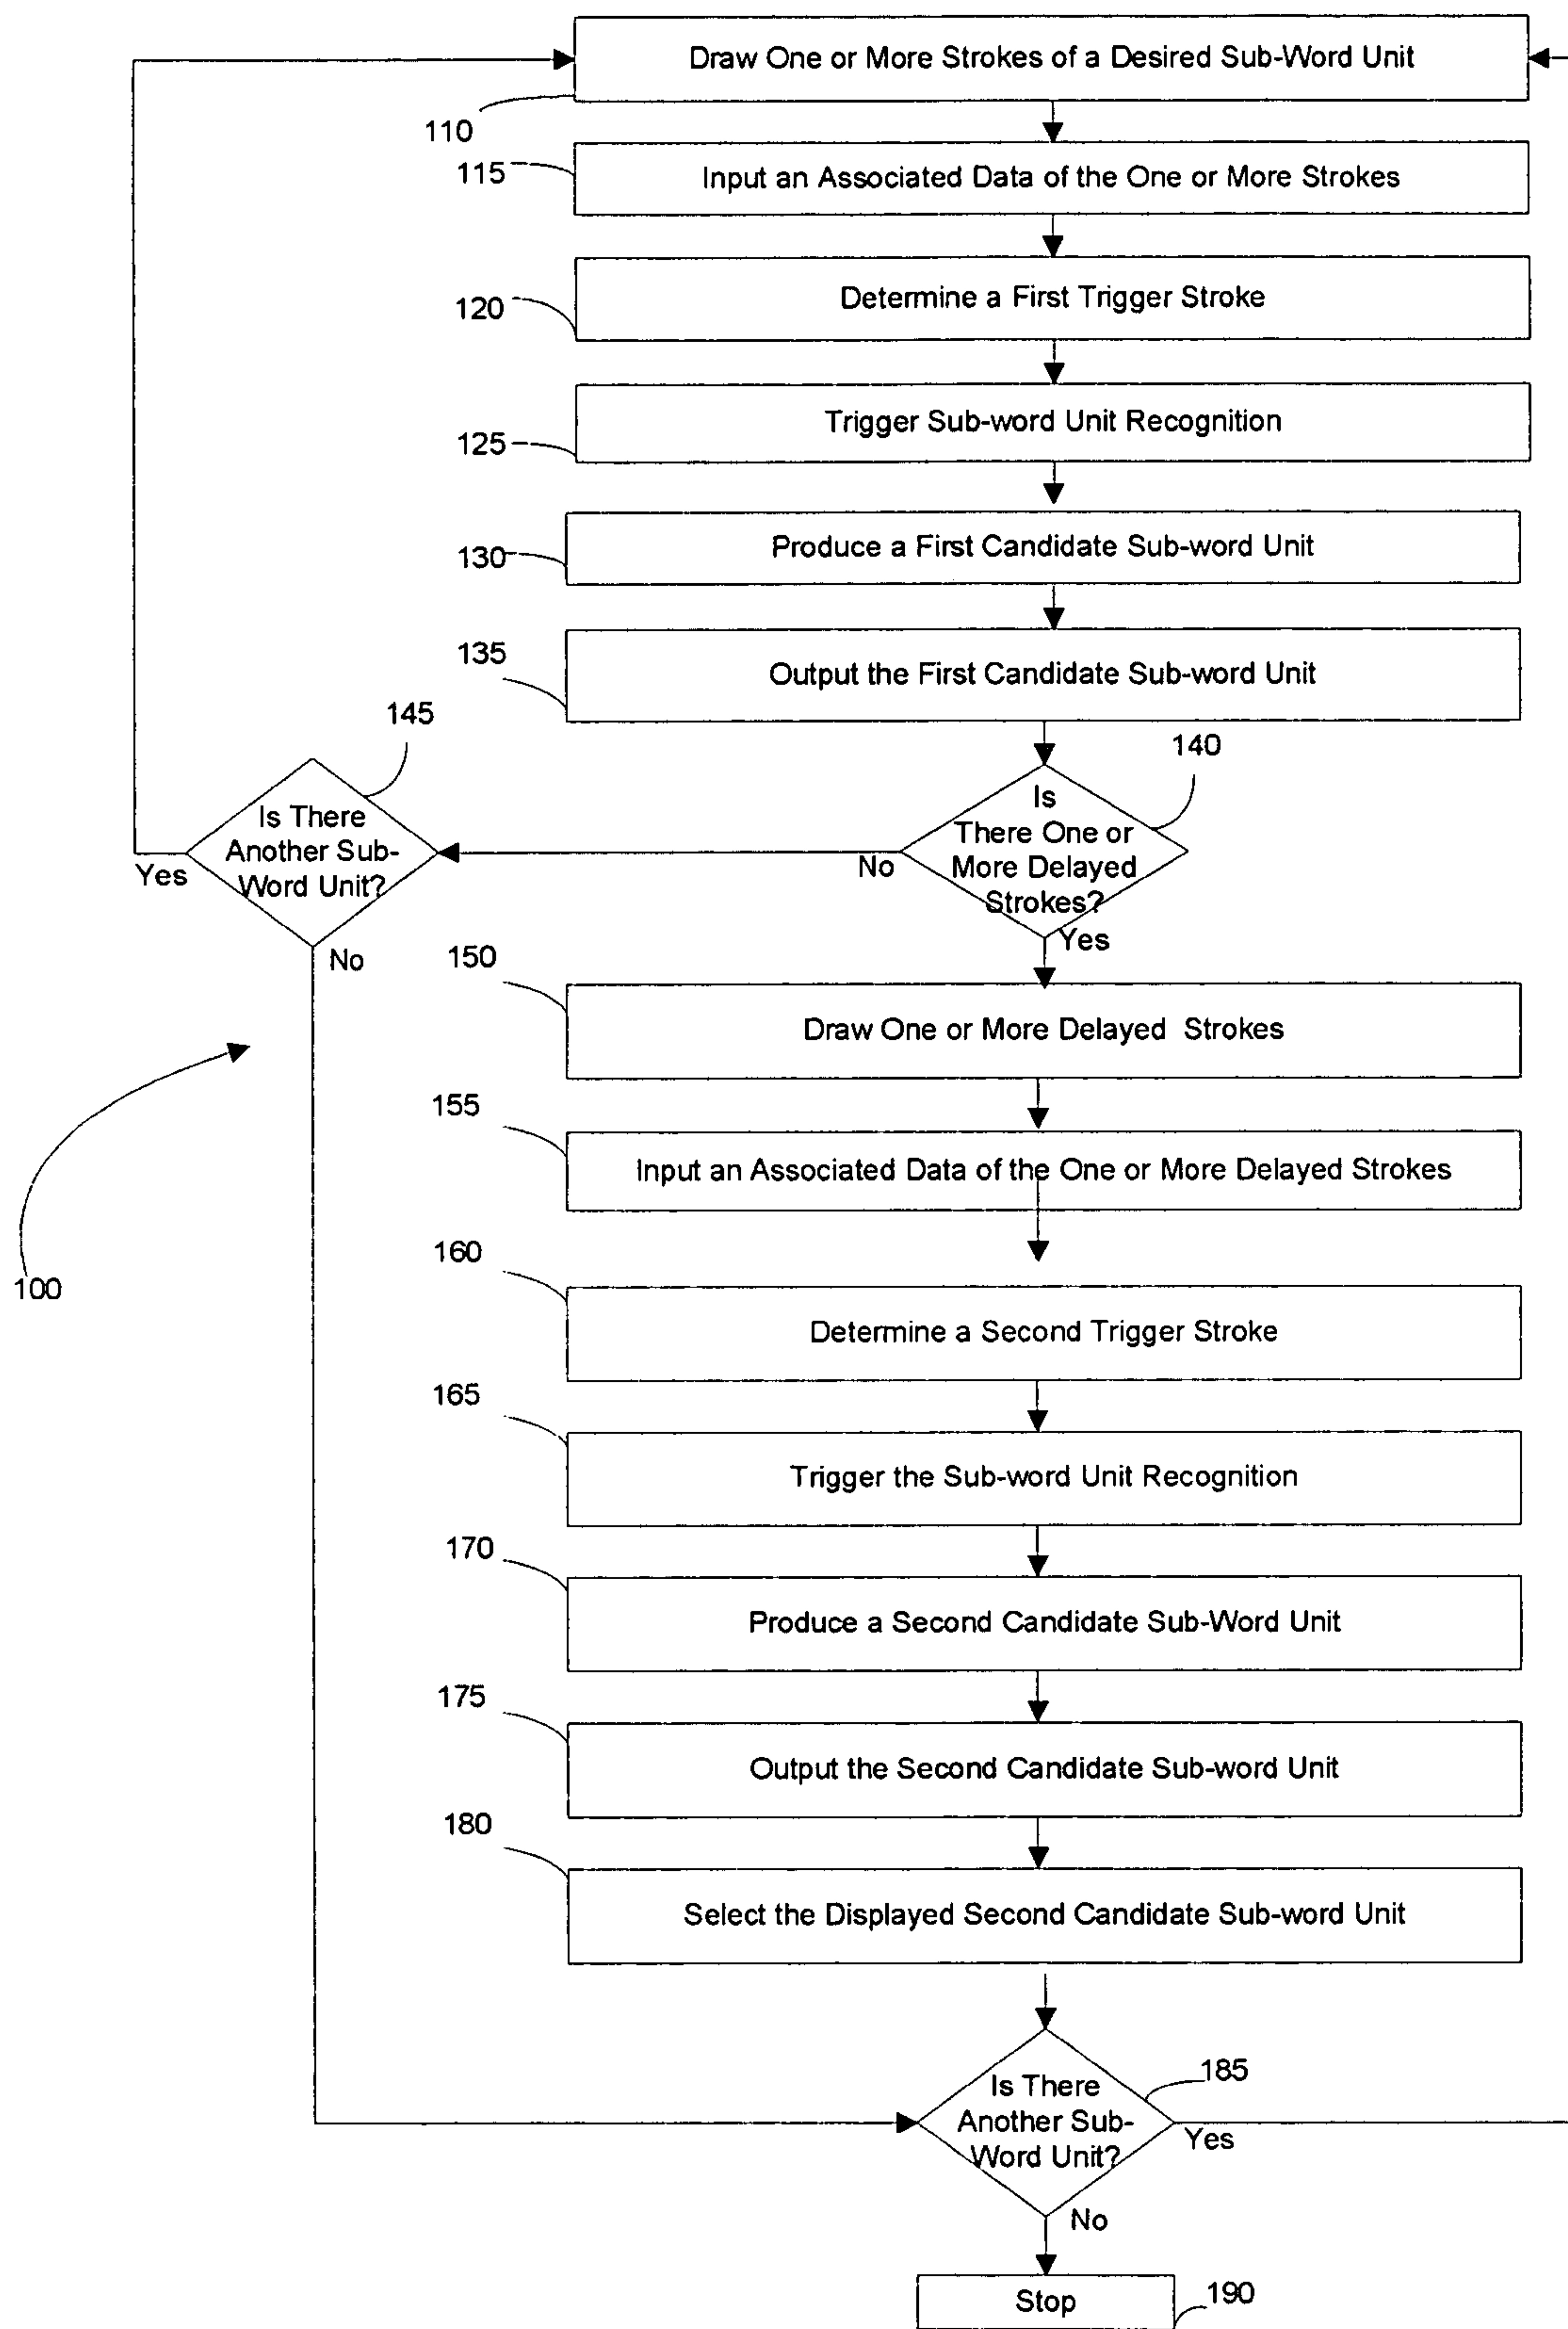 Draw One or More Strokes of a Desired Sub-Word Unit
110
115
Input an Associated Data of the One or More Strokes
120
Determine a First Trigger Stroke
125
Trigger Sub-word Unit Recognition
130
Produce a First Candidate Sub-word Unit
135
Output the First Candidate Sub-word Unit
145
140
Is There
Another Sub-
Word Unit?
Yes
No
Is
There One or
More Delayed
Strokes?
No
Yes
150
Draw One or More Delayed Strokes
100
155
Input an Associated Data of the One or More Delayed Strokes
160
Determine a Second Trigger Stroke
165
Trigger the Sub-word Unit Recognition
170
Produce a Second Candidate Sub-Word Unit
175
Output the Second Candidate Sub-word Unit
180
Select the Displayed Second Candidate Sub-word Unit
185
Is There
Another Sub-
Word Unit?
Yes
No
Stop
190